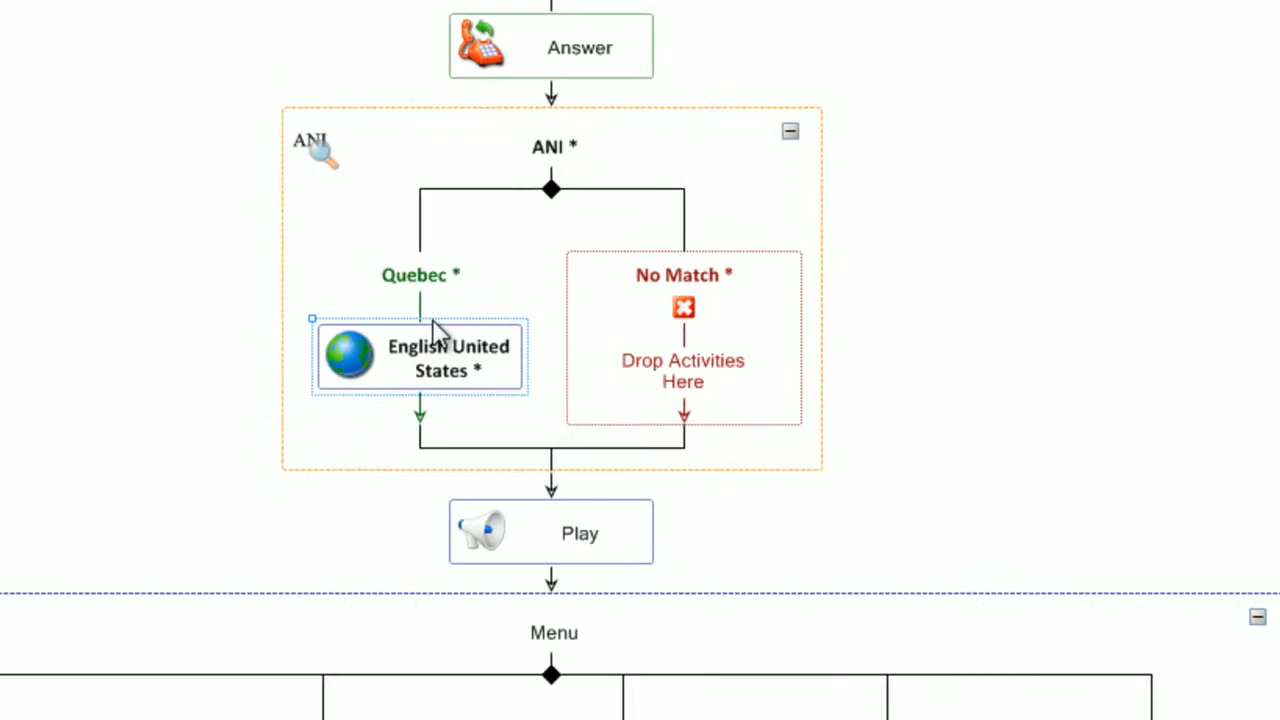 Answer
ANI
ANI *
Quebec *
No Match *
English United
States *
Drop Activities
Here
Play
Menu